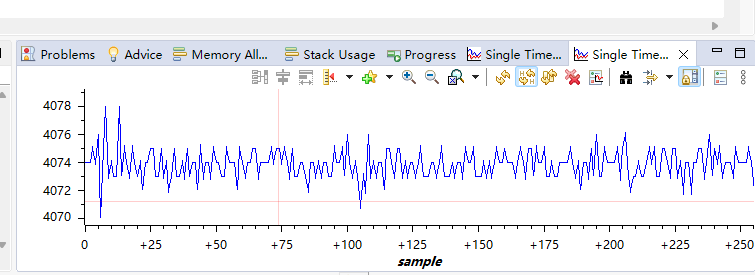 Problems Advice Memory All... Stack Usage Progress Single Time... Single Time...
4078
4076
4074
4072
4070
0 +25 +50 +75 +100 +125 +150 +175 +200 +225 +250
sample